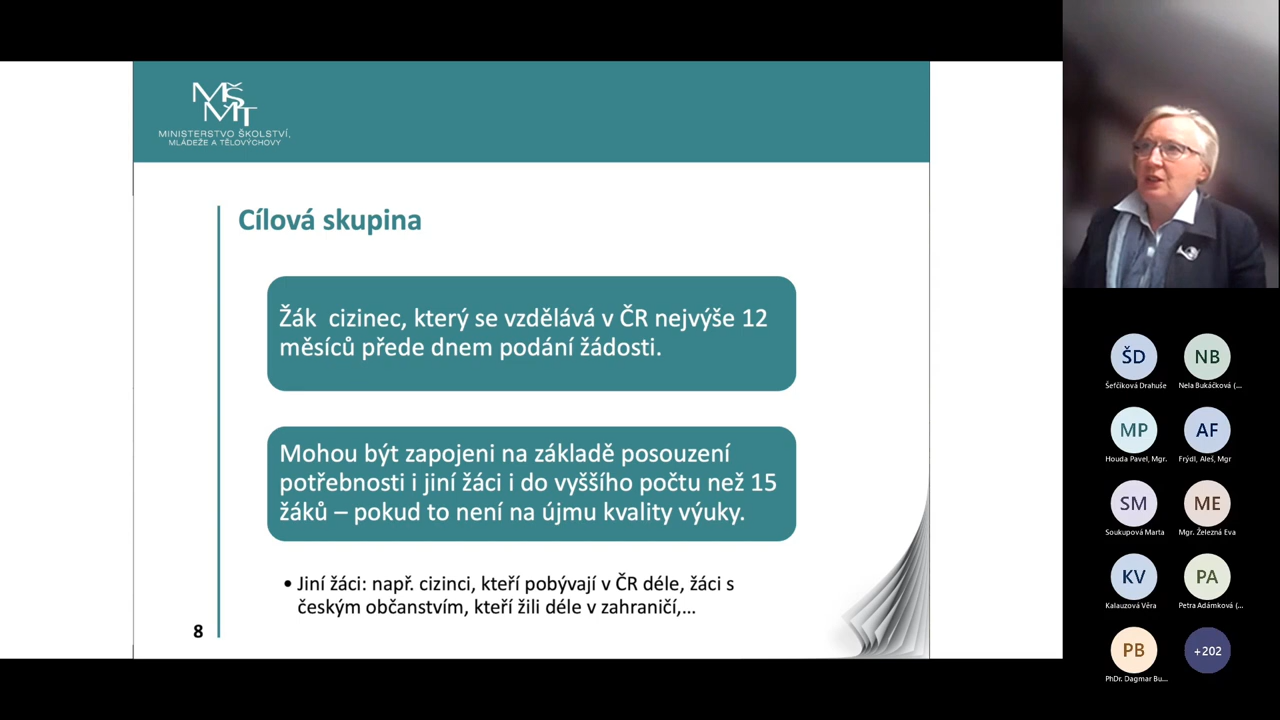 MŠMT
MINISTERSTVO ŠKOLSTVÍ,
MLÁDEŽE A TĚLOVÝCHOVY
Cílová skupina
Žák  cizinec, který se vzdělává v ČR nejvýše 12
měsíců přede dnem podání žádosti.
Mohou být zapojeni na základě posouzení
potřebnosti i jiní žáci i do vyššího počtu než 15
žáků – pokud to není na újmu kvality výuky.
• Jiní žáci: např. cizinci, kteří pobývají v ČR déle, žáci s
českým občanstvím, kteří žili déle v zahraničí,...
8
ŠD
NB
Šefčíková Drahuše
Nela Bukáčková (...
MP
AF
Houda Pavel, Mgr.
Frýdl, Aleš, Mgr
SM
ME
Soukupová Marta
Mgr. Železná Eva
KV
PA
Kalauzová Věra
Petra Adámková (...
PB
+202
PhDr. Dagmar Bu...